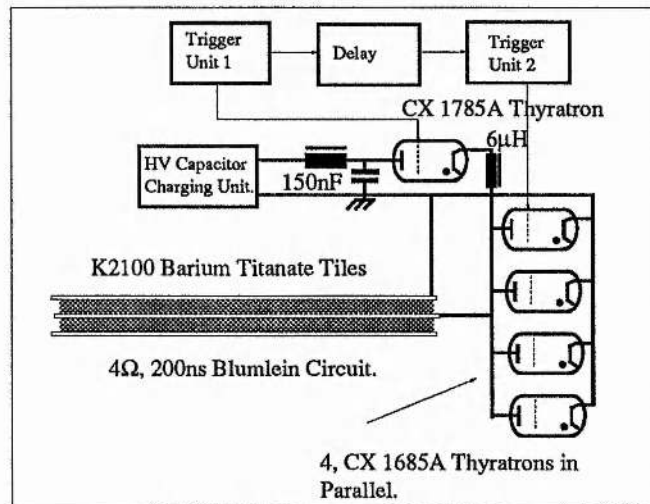 Trigger
Unit 1
Delay
Trigger
Unit 2
CX 1785A Thyratron
6μH
HV Capacitor
Charging Unit.
150nF
K2100 Barium Titanate Tiles
4Ω, 200ns Blumlein Circuit.
4, CX 1685A Thyratrons in
Parallel.